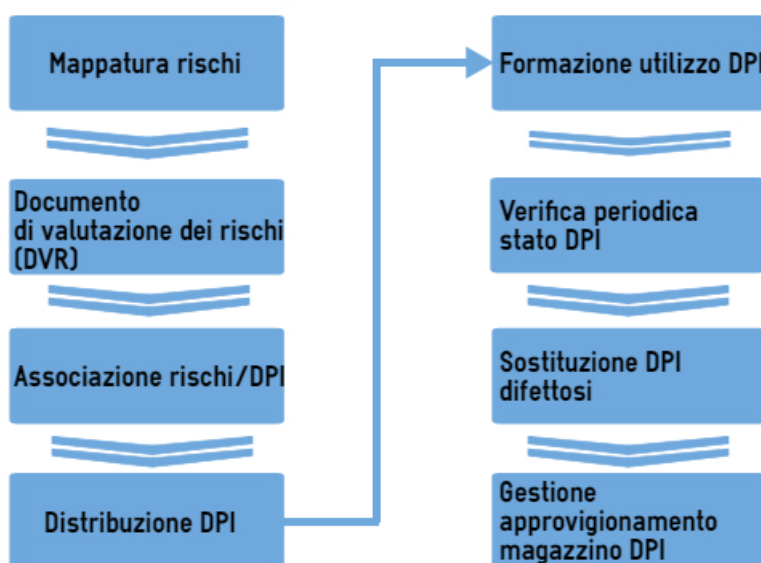 Mappatura rischi
Documento
di valutazione dei rischi
(DVR)
Associazione rischi/DPI
Distribuzione DPI
Formazione utilizzo DPI
Verifica periodica
stato DPI
Sostituzione DPI
difettosi
Gestione
approvigionamento
magazzino DPI